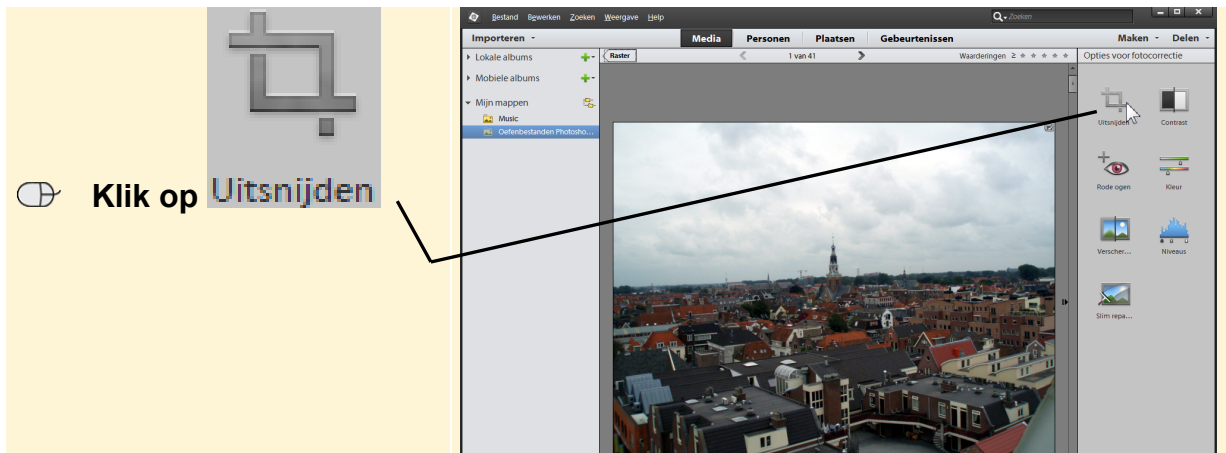 Klik op Uitsnijden
Bestand Bewerken Zoeken Weergave Help
Zoeken
Importeren
Media Personen Plaatsen Gebeurtenissen
Maken Delen
Lokale albums
Raster
1 van 41
Waarderingen ≥
Opties voor fotocorrectie
Mobiele albums
Mijn mappen
Music
Oefenbestanden Photosho...
Uitsnijden Contrast
Rode ogen Kleur
Verscher... Niveaus
Slim repa...